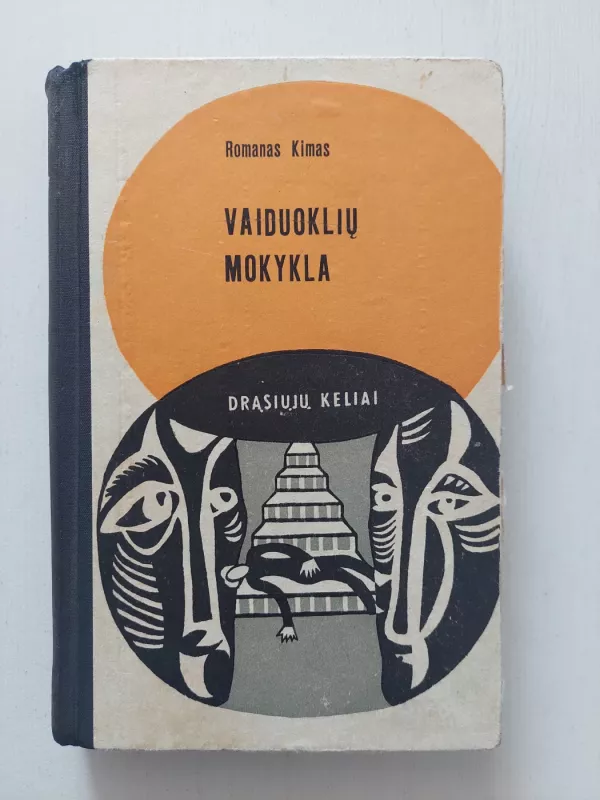 Romanas Kimas
VAIDUOKLIŲ
MOKYKLA
DRĄSIŲJŲ KELIAI